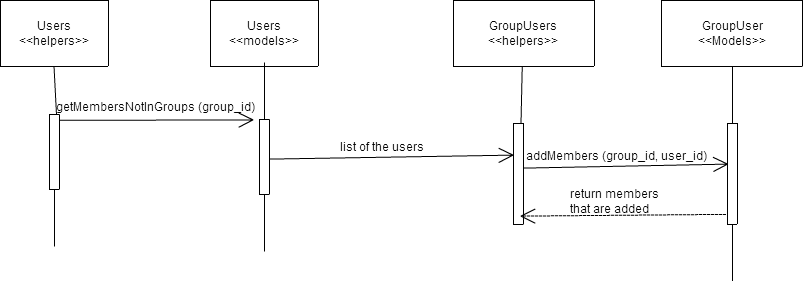 Users
<<helpers>>
Users
<<models>>
GroupUsers
<<helpers>>
GroupUser
<<Models>>
getMembersNotInGroups (group_id)
list of the users
addMembers (group_id, user_id)
return members
that are added